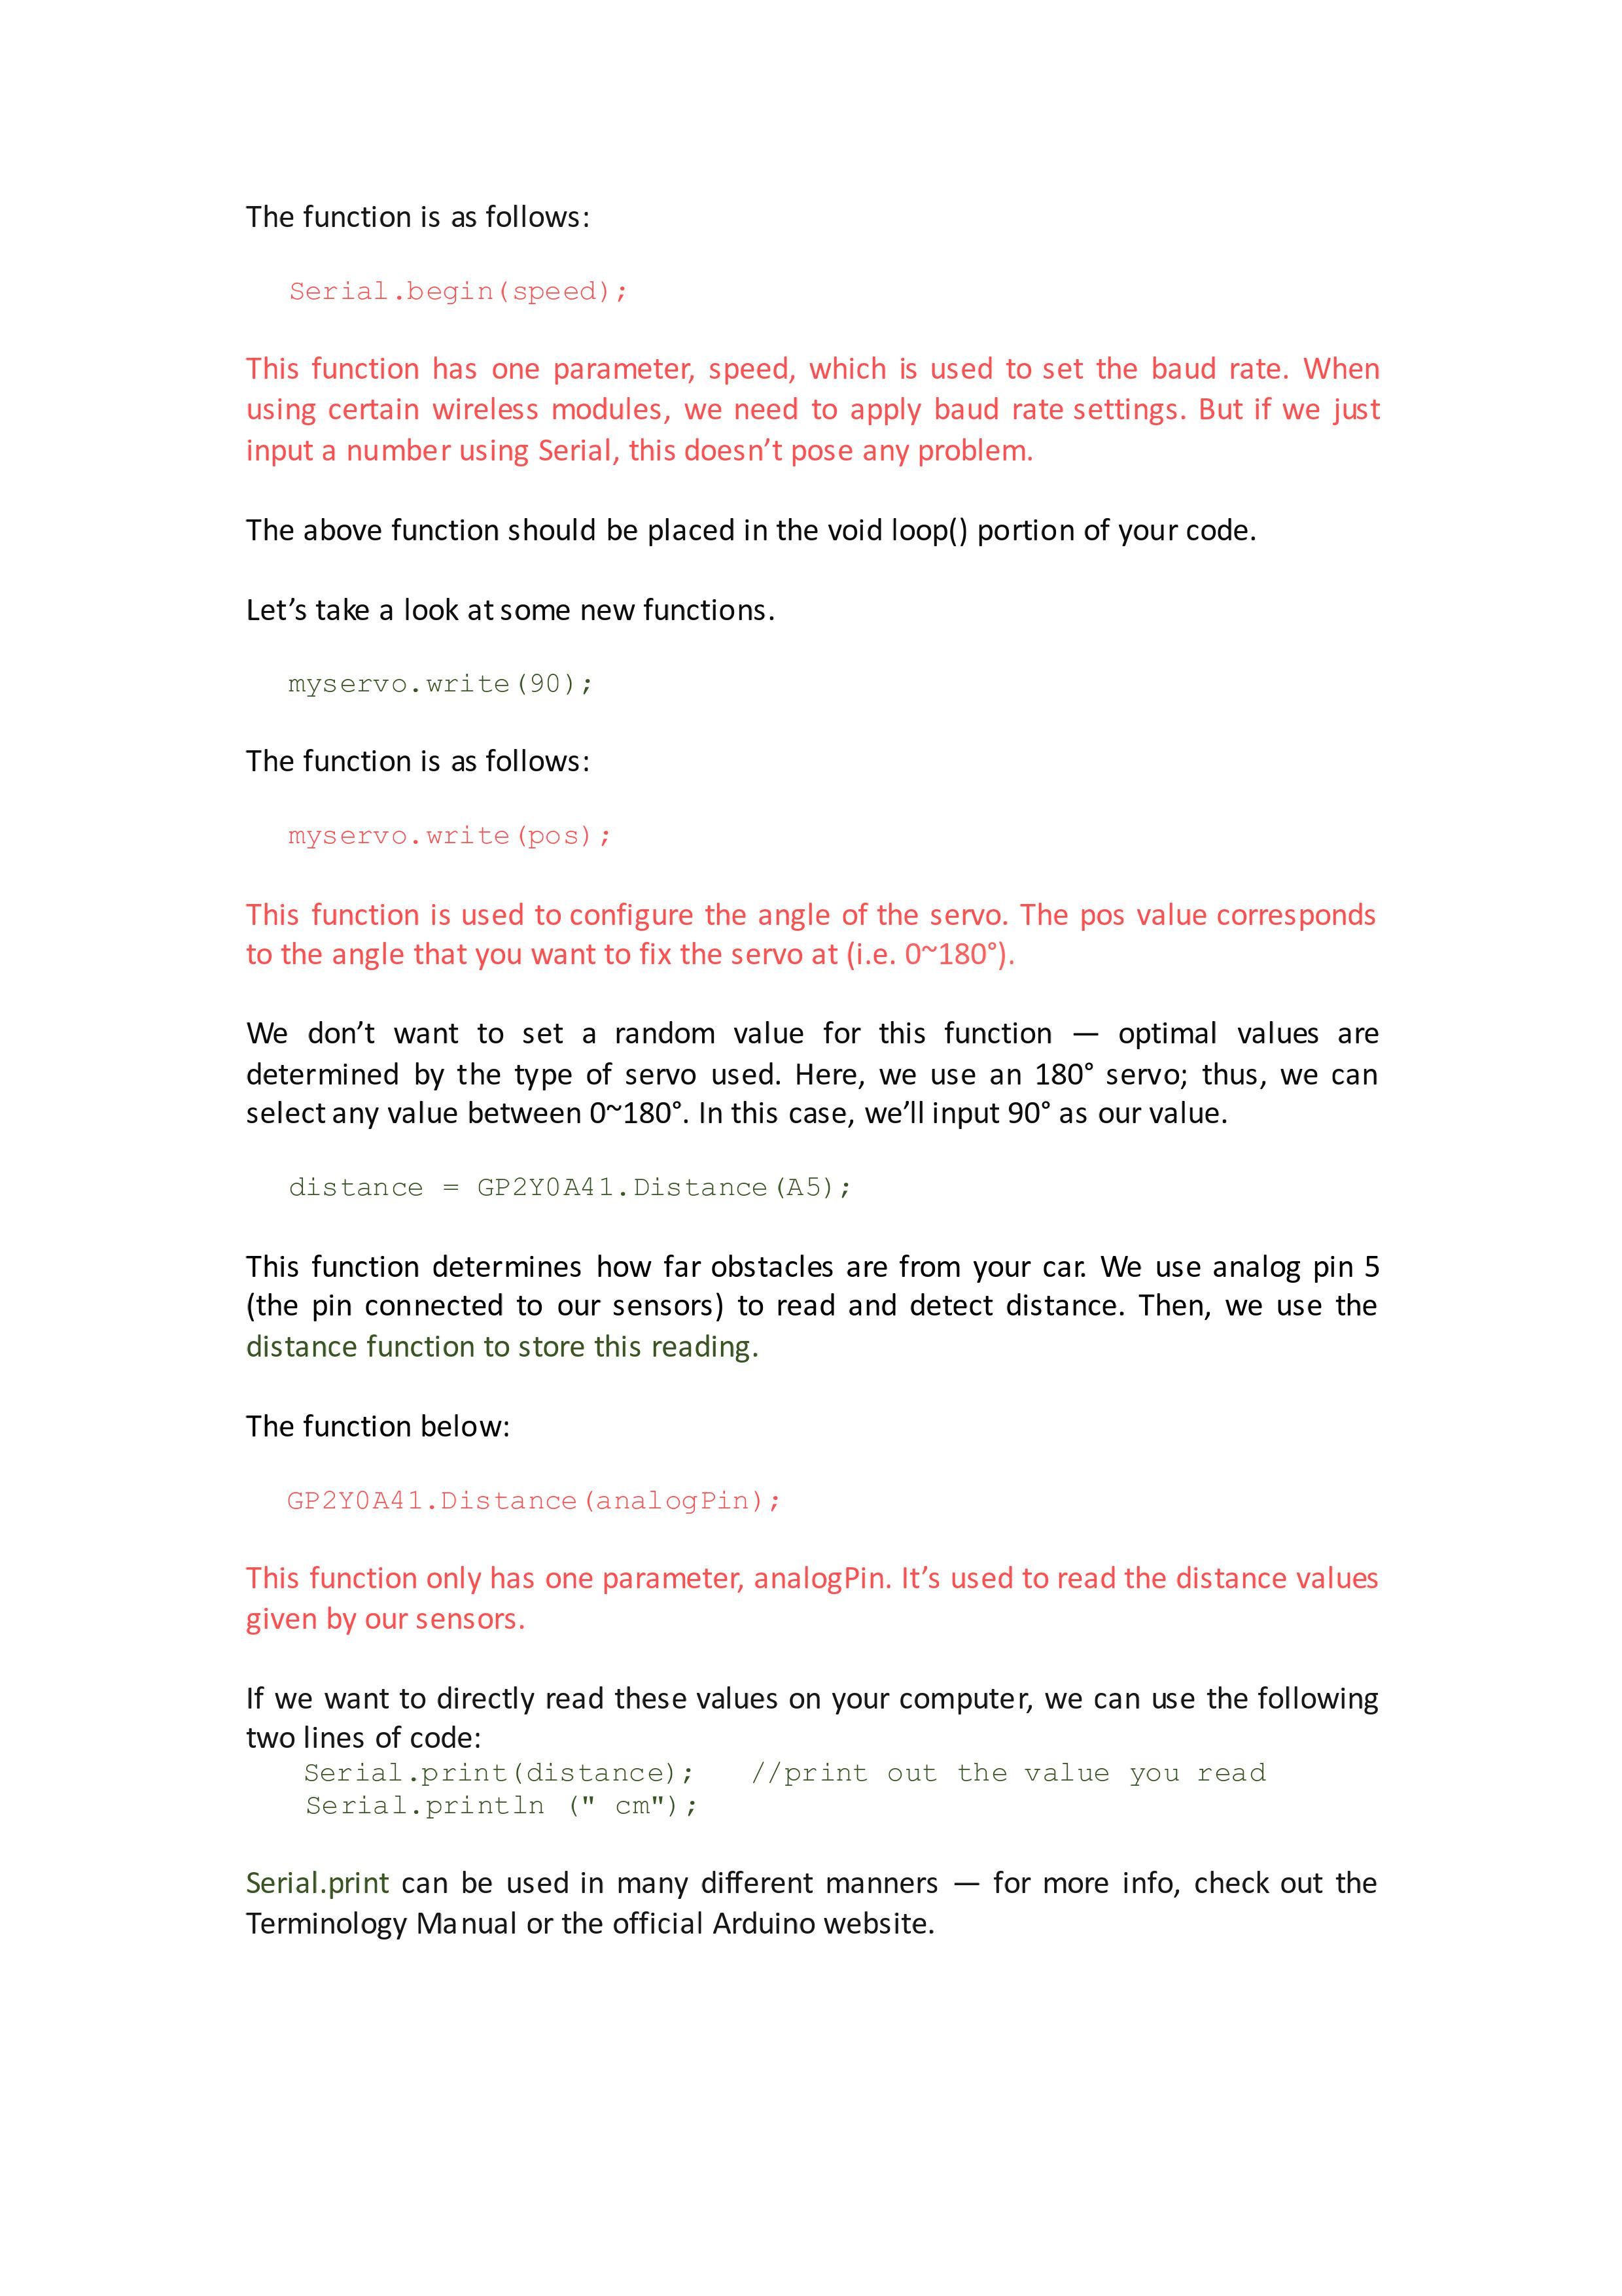 The function is as follows:
Serial.begin(speed);
This function has one parameter, speed, which is used to set the baud rate. When
using certain wireless modules, we need to apply baud rate settings. But if we just
input a number using Serial, this doesn’t pose any problem.
The above function should be placed in the void loop() portion of your code.
Let’s take a look at some new functions.
myservo.write(90);
The function is as follows:
myservo.write(pos);
This function is used to configure the angle of the servo. The pos value corresponds
to the angle that you want to fix the servo at (i.e. 0~180°).
We don’t want to set a random value for this function — optimal values are
determined by the type of servo used. Here, we use an 180° servo; thus, we can
select any value between 0~180°. In this case, we’ll input 90° as our value.
distance = GP2Y0A41.Distance(A5);
This function determines how far obstacles are from your car. We use analog pin 5
(the pin connected to our sensors) to read and detect distance. Then, we use the
distance function to store this reading.
The function below:
GP2Y0A41.Distance(analogPin);
This function only has one parameter, analogPin. It’s used to read the distance values
given by our sensors.
If we want to directly read these values on your computer, we can use the following
two lines of code:
Serial.print(distance);   //print out the value you read
Serial.println (" cm");
Serial.print can be used in many different manners — for more info, check out the
Terminology Manual or the official Arduino website.